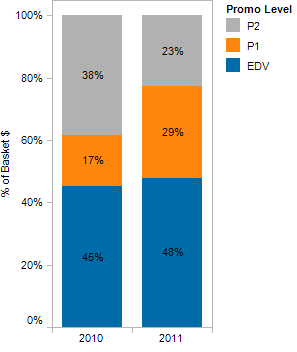 Promo Level
P2
P1
EDV
% of Basket $
100%
80%
60%
40%
20%
0%
38%
17%
45%
23%
29%
48%
2010
2011